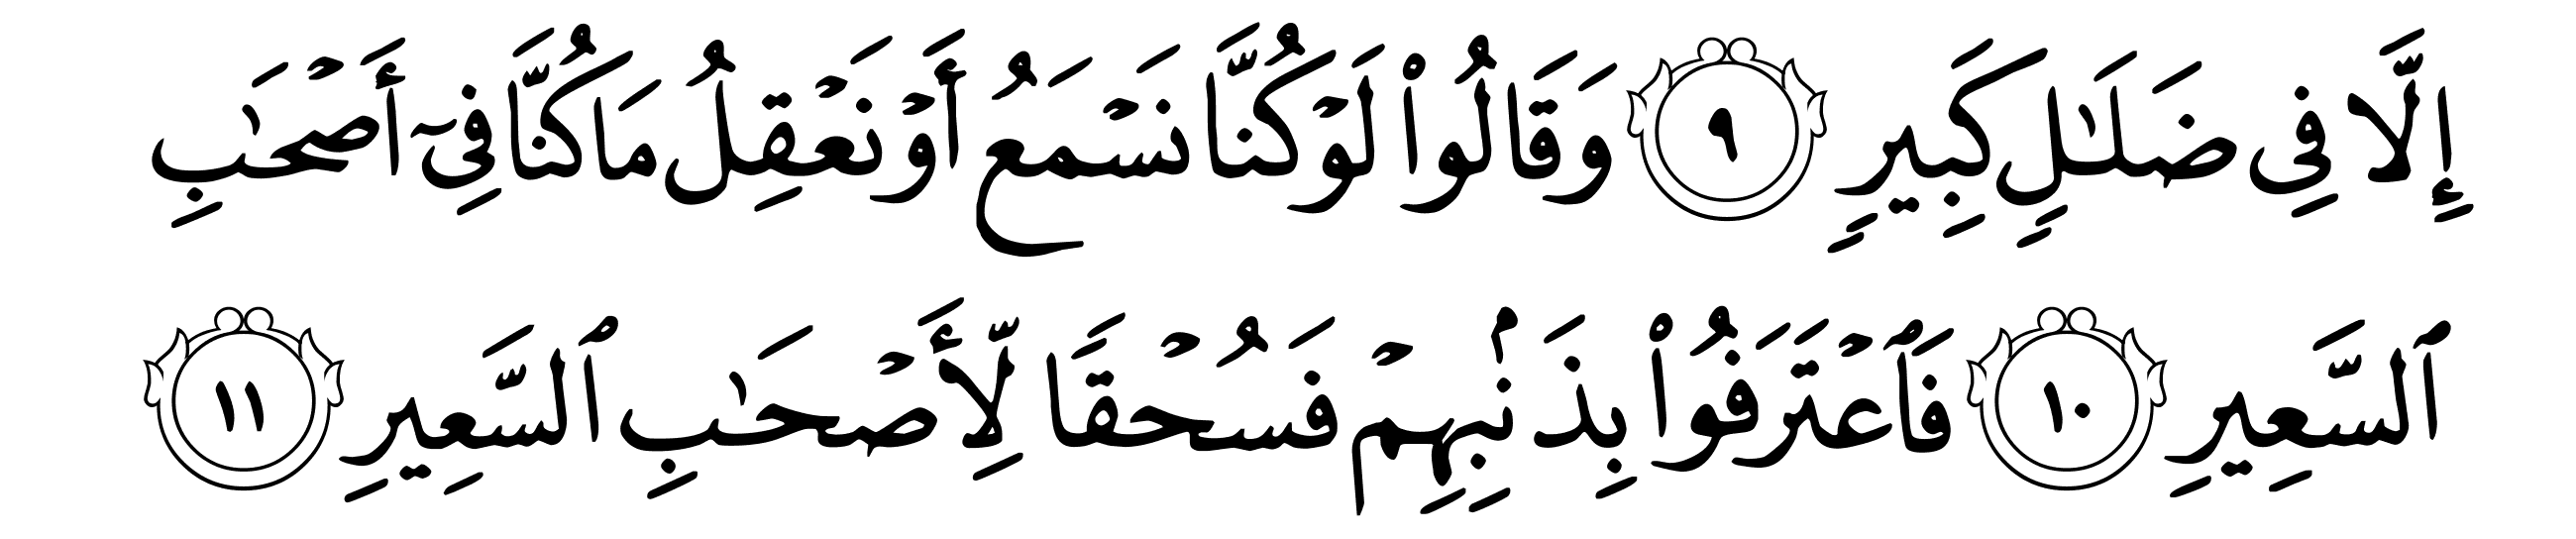 إِلَّا فِى ضَلَـٰلٍ كَبِيرٍ ٩ وَقَالُوا۟ لَوْ كُنَّا نَسْمَعُ أَوْ نَعْقِلُ مَا كُنَّا فِىٓ أَصْحَـٰبِ
ٱلسَّعِيرِ ١٠ فَٱعْتَرَفُوا۟ بِذَنۢبِهِمْ فَسُحْقًا لِّأَصْحَـٰبِ ٱلسَّعِيرِ ١١